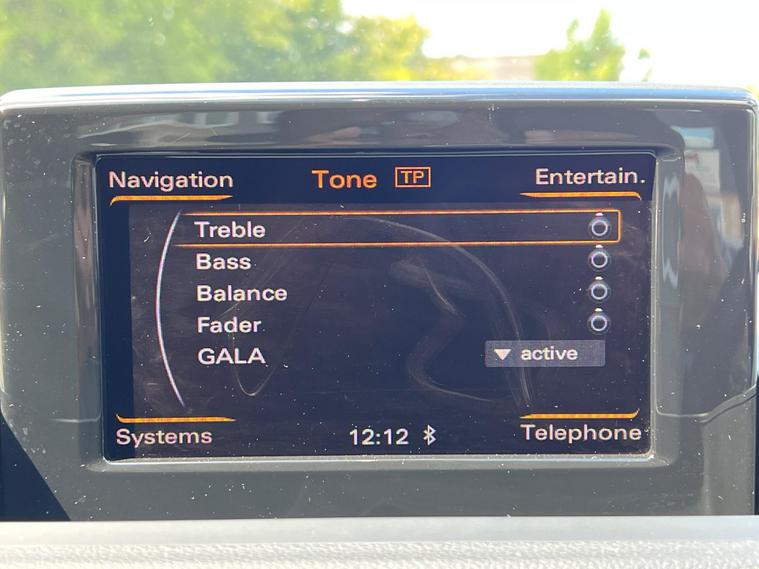 Navigation Tone TP Entertain.
Treble
Bass
Balance
Fader
GALA active
Systems 12:12 Telephone